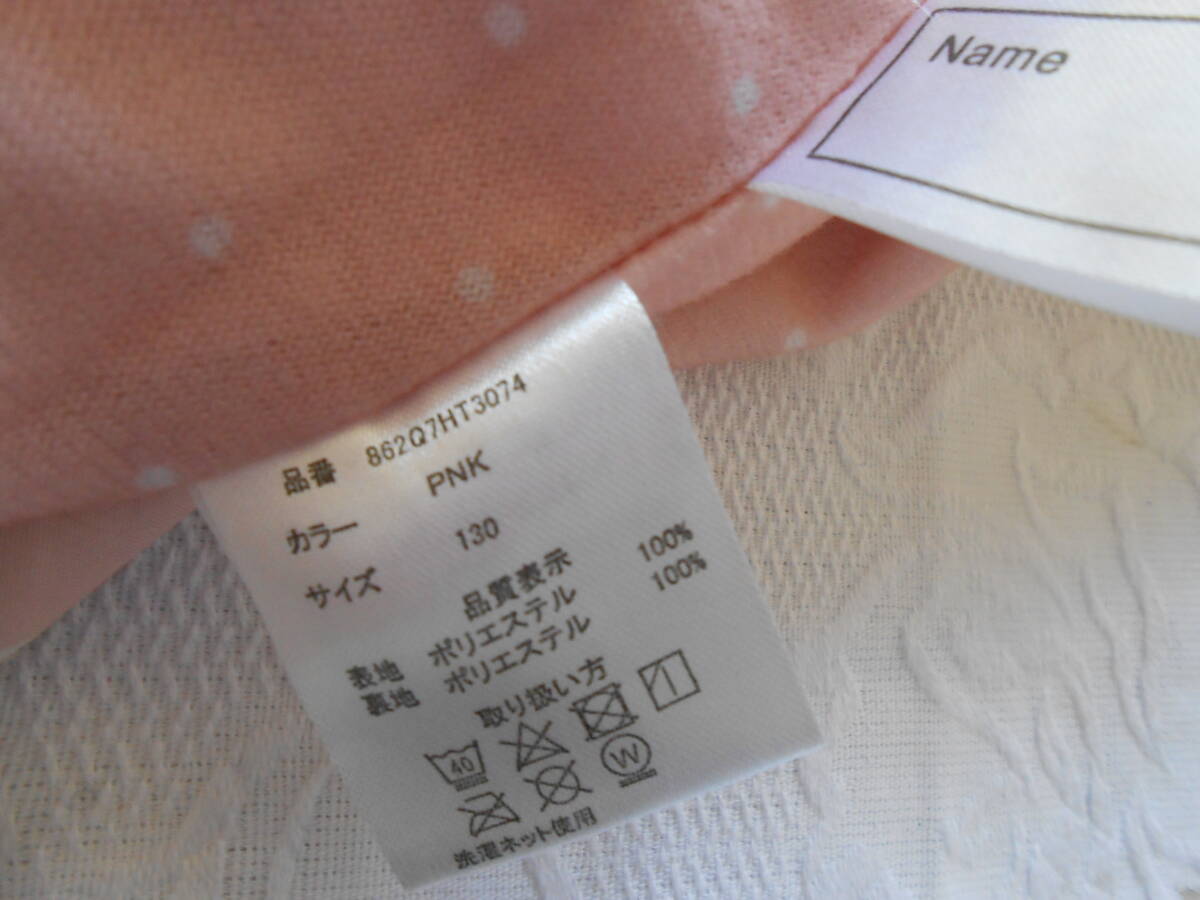 Name
品番 862Q7HT3074
カラー PNK
サイズ 130
品質表示
表地 ポリエステル 100%
裏地 ポリエステル 100%
取り扱い方
40
W
洗濯ネット使用